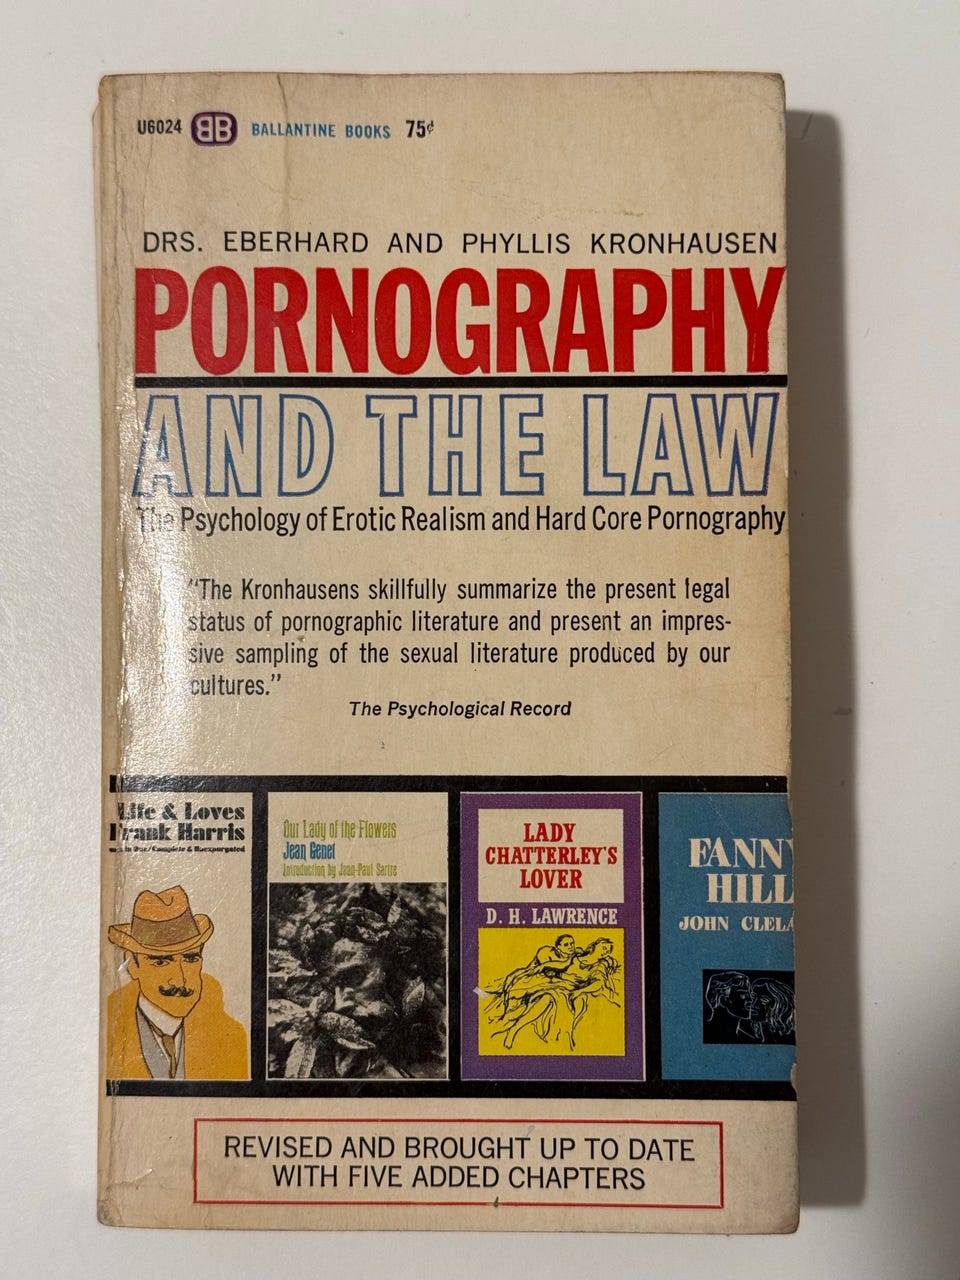 U6024 BB BALLANTINE BOOKS 75¢
DRS. EBERHARD AND PHYLLIS KRONHAUSEN
PORNOGRAPHY
AND THE LAW
The Psychology of Erotic Realism and Hard Core Pornography
"The Kronhausens skillfully summarize the present legal
status of pornographic literature and present an impres-
sive sampling of the sexual literature produced by our
cultures."
The Psychological Record
Life & Loves
Frank Harris
Complete & Unexpurgated
Our Lady of the Flowers
Jean Genet
Introduction by Jean-Paul Sartre
LADY
CHATTERLEY'S
LOVER
D. H. LAWRENCE
FANNY
HILL
JOHN CLELA
REVISED AND BROUGHT UP TO DATE
WITH FIVE ADDED CHAPTERS